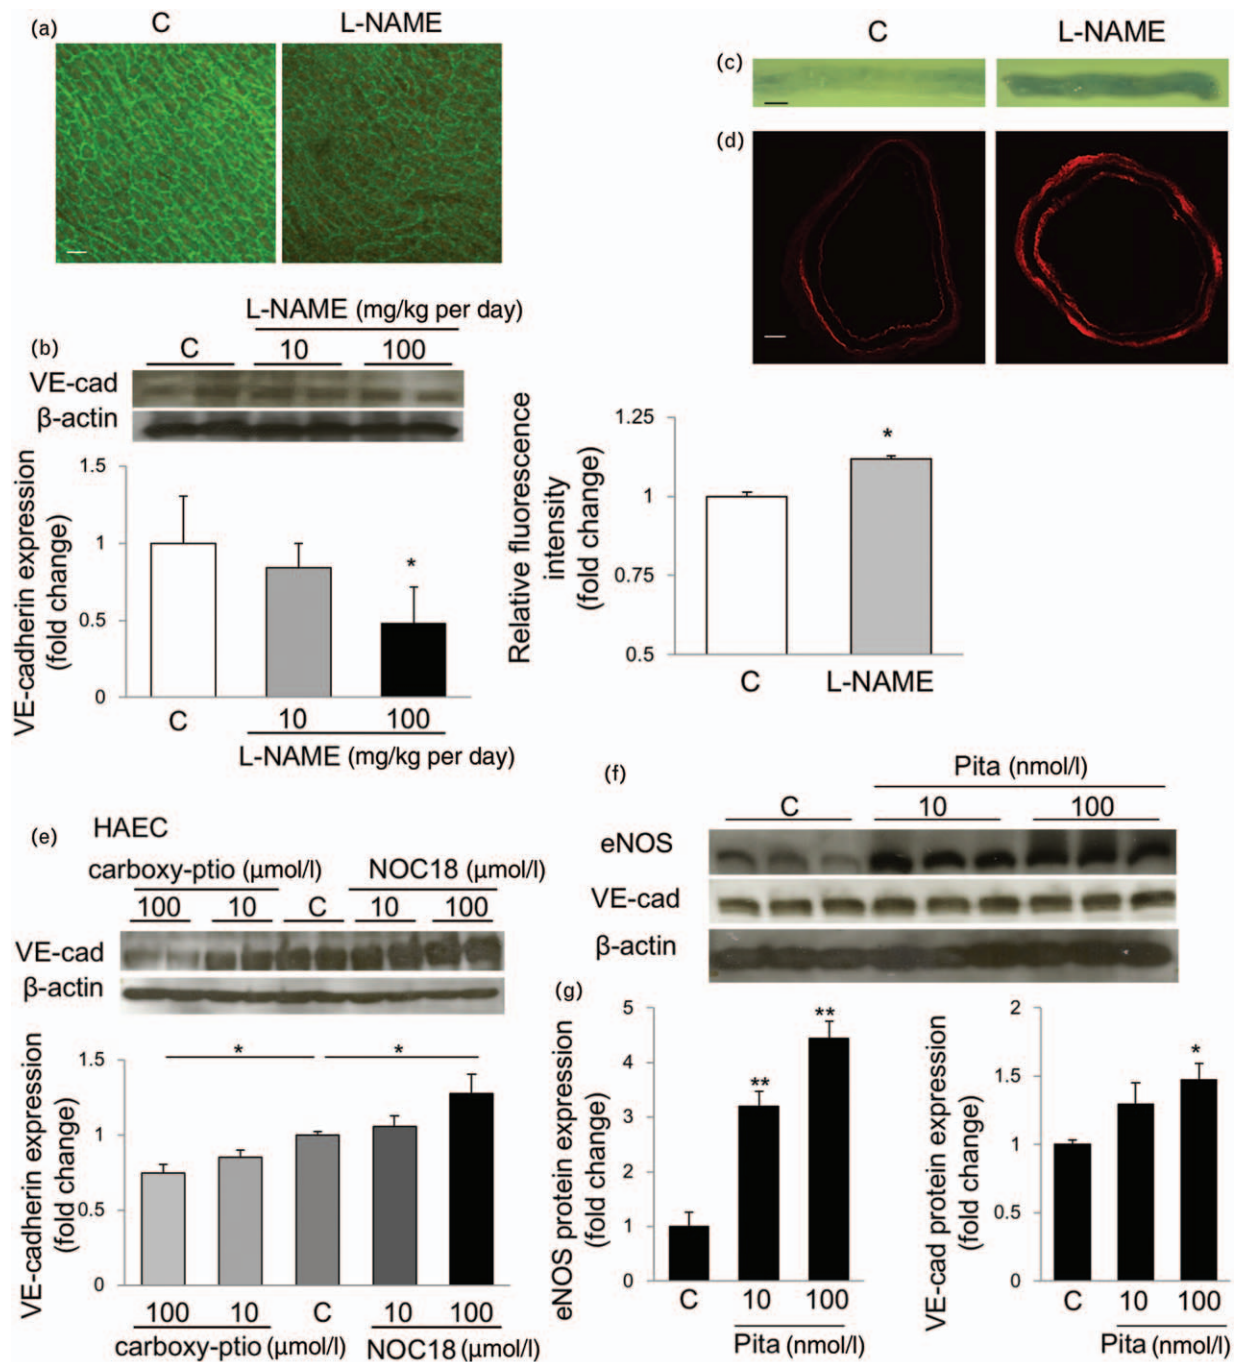 (a) C L-NAME
C L-NAME
(c)
(d)
L-NAME (mg/kg per day)
(b) C 10 100
VE-cad
β-actin
VE-cadherin expression
(fold change)
1.5
1
0.5
0
*
C 10 100
L-NAME (mg/kg per day)
Relative fluorescence
intensity
(fold change)
1.25
1
0.75
0.5
*
C L-NAME
(e) HAEC
carboxy-ptio (μmol/l) NOC18 (μmol/l)
100 10 C 10 100
VE-cad
β-actin
VE-cadherin expression
(fold change)
1.5
1
0.5
0
* *
100 10 C 10 100
carboxy-ptio (μmol/l) NOC18 (μmol/l)
(f) Pita (nmol/l)
C 10 100
eNOS
VE-cad
β-actin
(g)
eNOS protein expression
(fold change)
5
4
3
2
1
0
** **
C 10 100
Pita (nmol/l)
VE-cad protein expression
(fold change)
2
1.5
1
0.5
0
*
C 10 100
Pita (nmol/l)